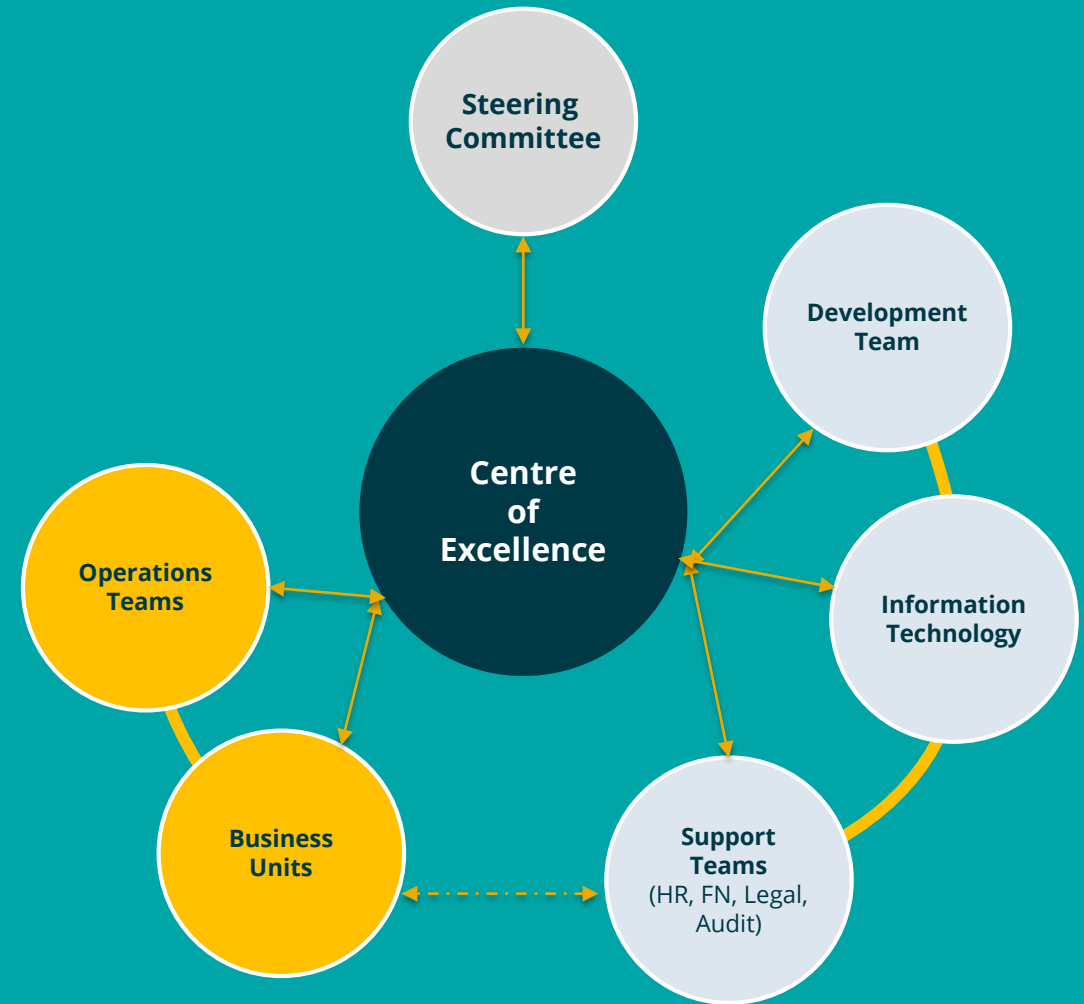 Steering
Committee
Development
Team
Centre
of
Excellence
Operations
Teams
Information
Technology
Business
Units
Support
Teams
(HR, FN, Legal,
Audit)